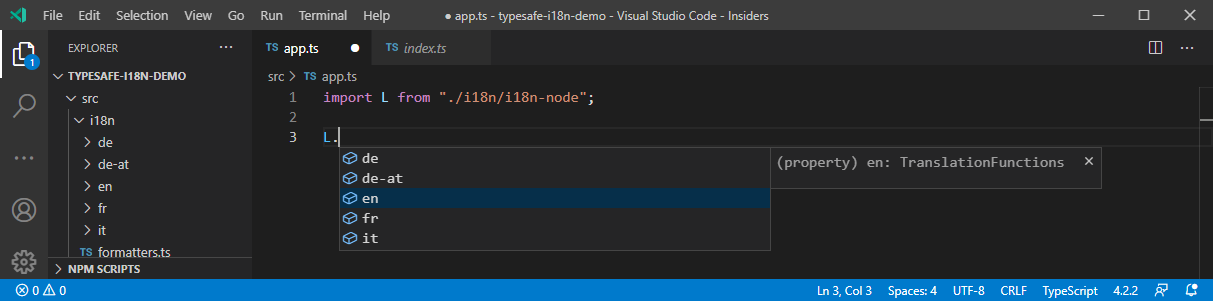 File Edit Selection View Go Run Terminal Help ● app.ts - typesafe-i18n-demo - Visual Studio Code - Insiders
1
EXPLORER ···
TYPESAFE-I18N-DEMO
src
i18n
de
de-at
en
fr
it
TS formatters.ts
NPM SCRIPTS
TS app.ts ● TS index.ts
src > TS app.ts
1 import L from "./i18n/i18n-node";
2
3 L.
de
de-at
en
fr
it
(property) en: TranslationFunctions
0 0 Ln 3, Col 3 Spaces: 4 UTF-8 CRLF TypeScript 4.2.2